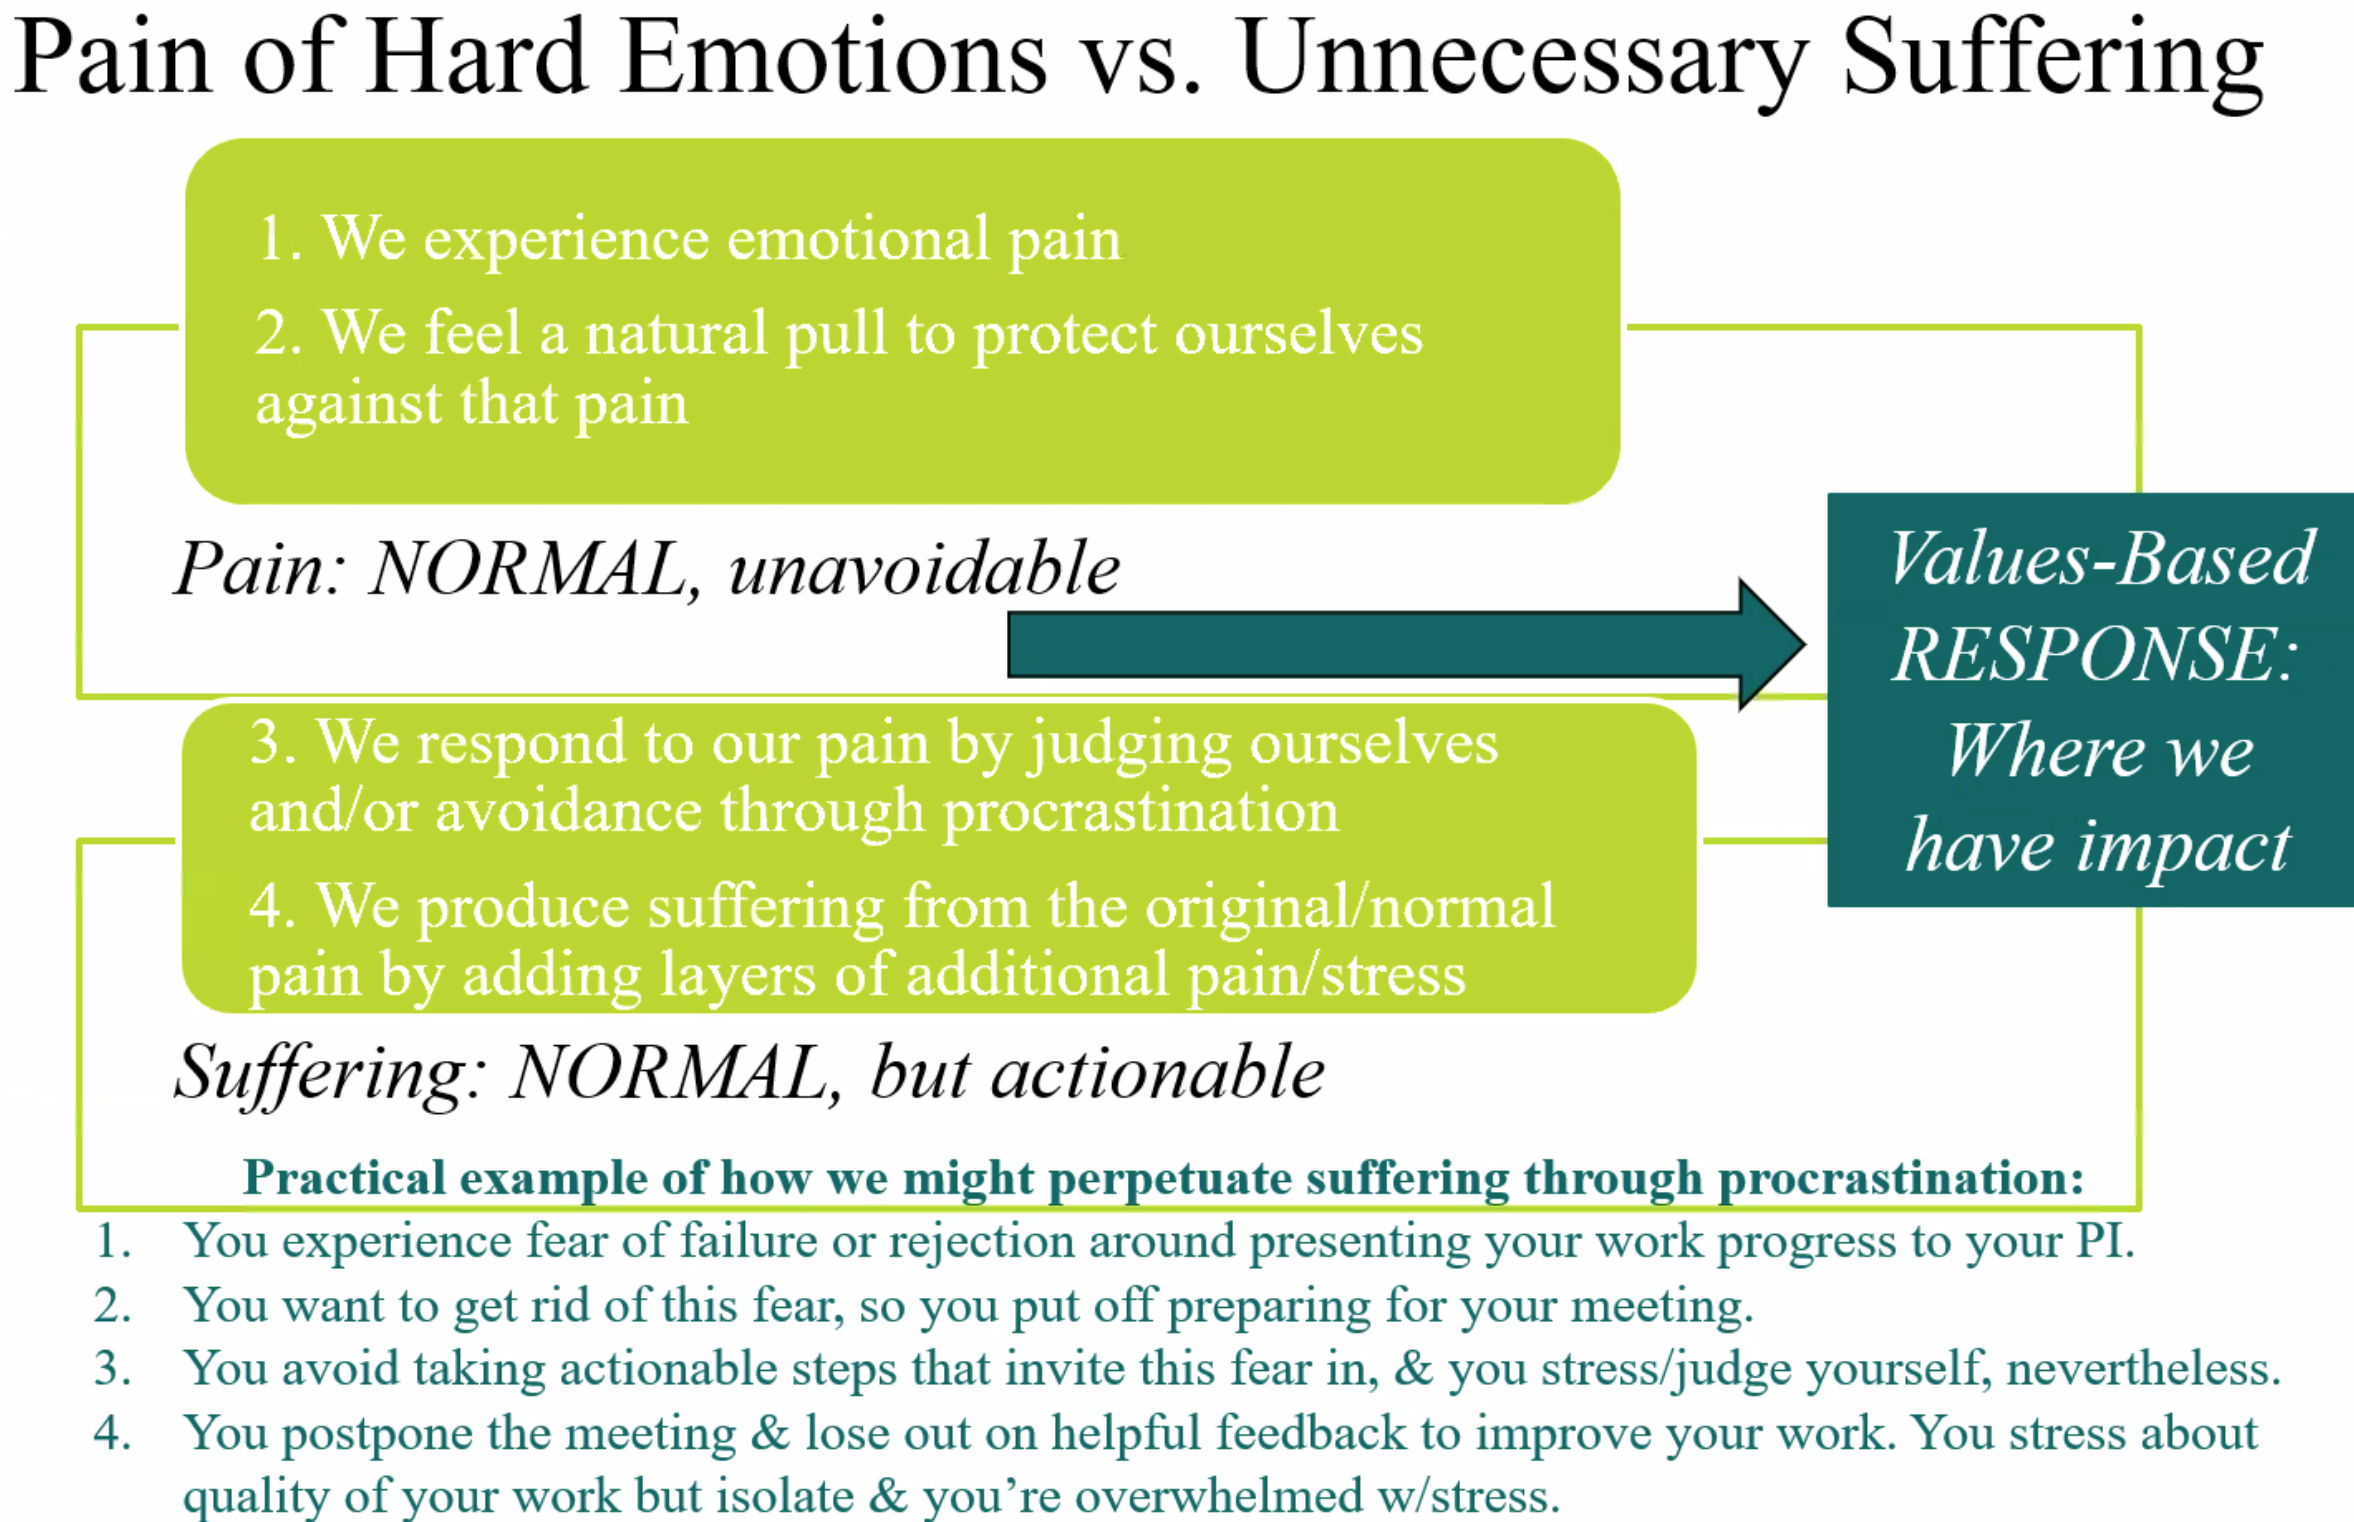 Pain of Hard Emotions vs. Unnecessary Suffering
1. We experience emotional pain
2. We feel a natural pull to protect ourselves
against that pain
Pain: NORMAL, unavoidable
Values-Based
RESPONSE:
Where we
have impact
3. We respond to our pain by judging ourselves
and/or avoidance through procrastination
4. We produce suffering from the original/normal
pain by adding layers of additional pain/stress
Suffering: NORMAL, but actionable
Practical example of how we might perpetuate suffering through procrastination:
1. You experience fear of failure or rejection around presenting your work progress to your PI.
2. You want to get rid of this fear, so you put off preparing for your meeting.
3. You avoid taking actionable steps that invite this fear in, & you stress/judge yourself, nevertheless.
4. You postpone the meeting & lose out on helpful feedback to improve your work. You stress about
quality of your work but isolate & you’re overwhelmed w/stress.